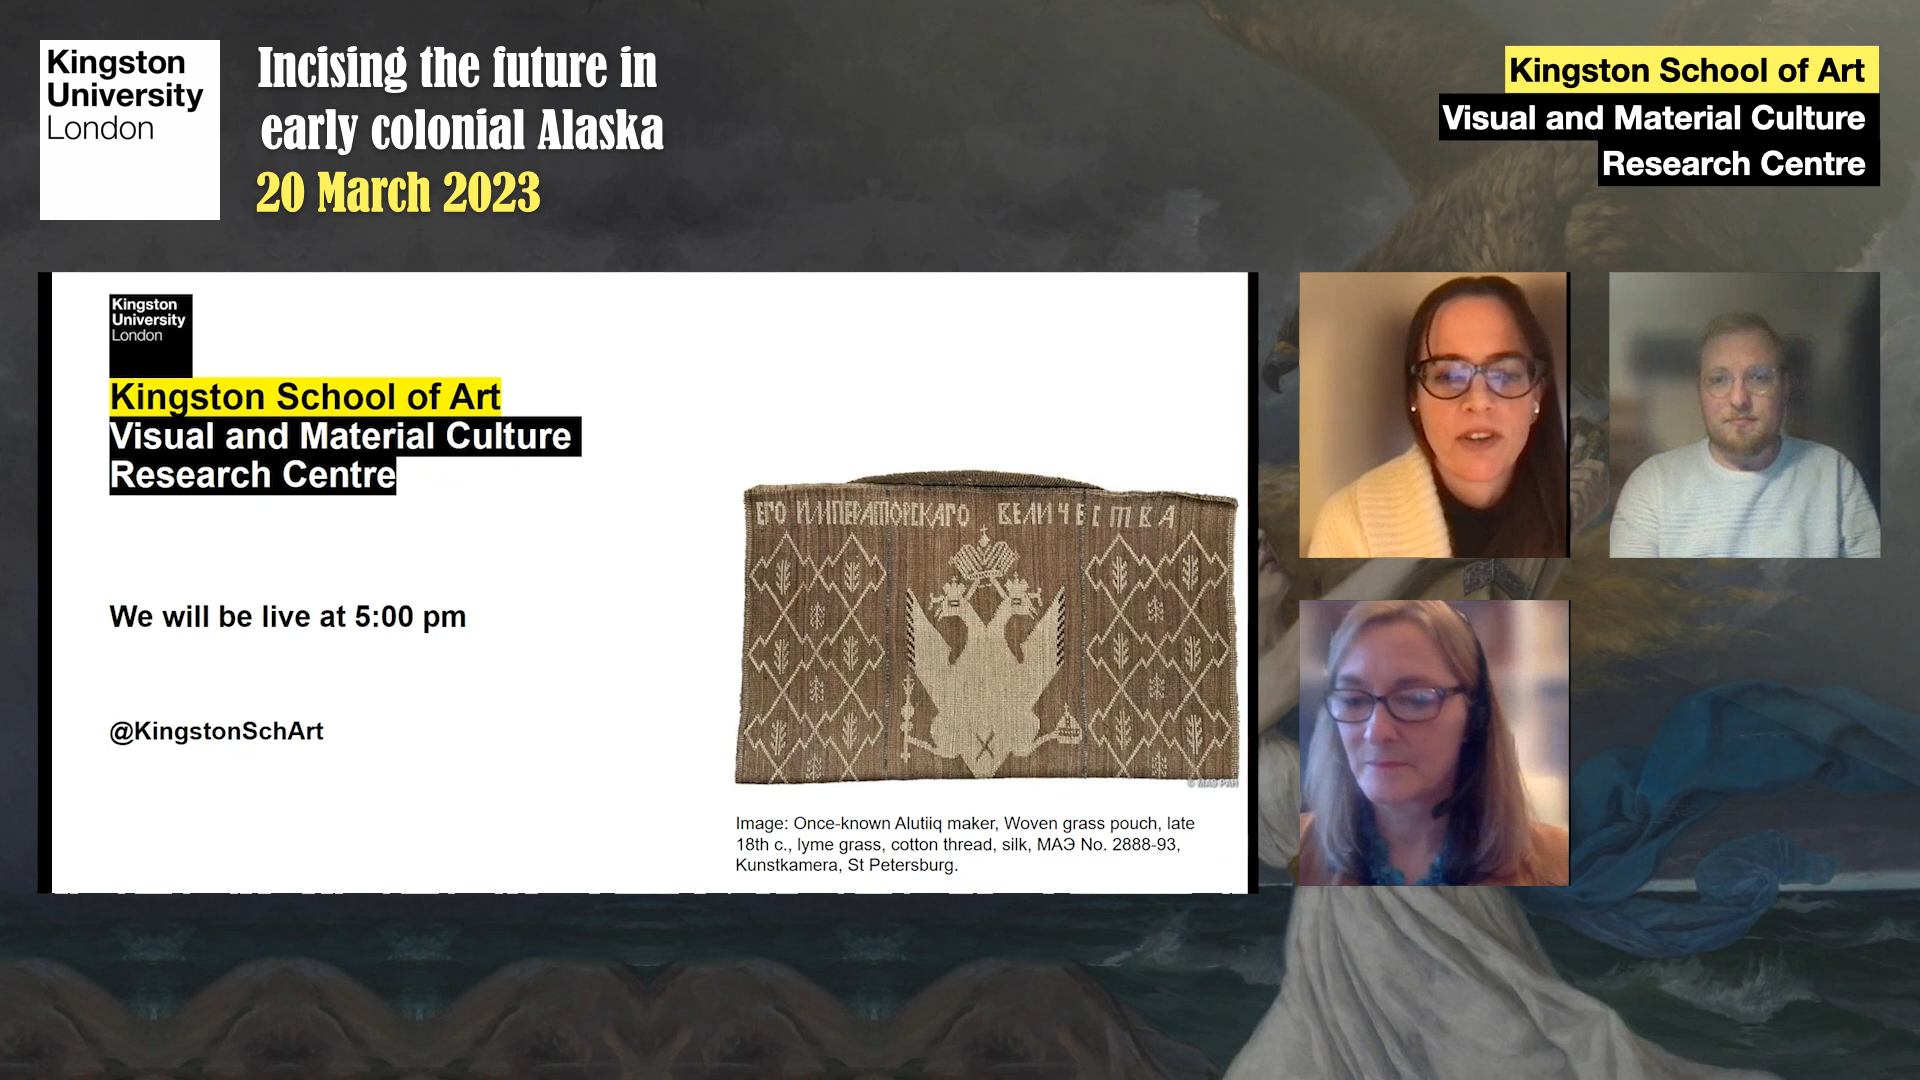 Kingston
University
London
Incising the future in
early colonial Alaska
20 March 2023
Kingston School of Art
Visual and Material Culture
Research Centre
Kingston
University
London
Kingston School of Art
Visual and Material Culture
Research Centre
We will be live at 5:00 pm
@KingstonSchArt
ЕГО ИМПЕРАТОРСКАГО ВЕЛИЧЕСТВА
© МАЭ РАН
Image: Once-known Alutiiq maker, Woven grass pouch, late
18th c., lyme grass, cotton thread, silk, МАЭ No. 2888-93,
Kunstkamera, St Petersburg.